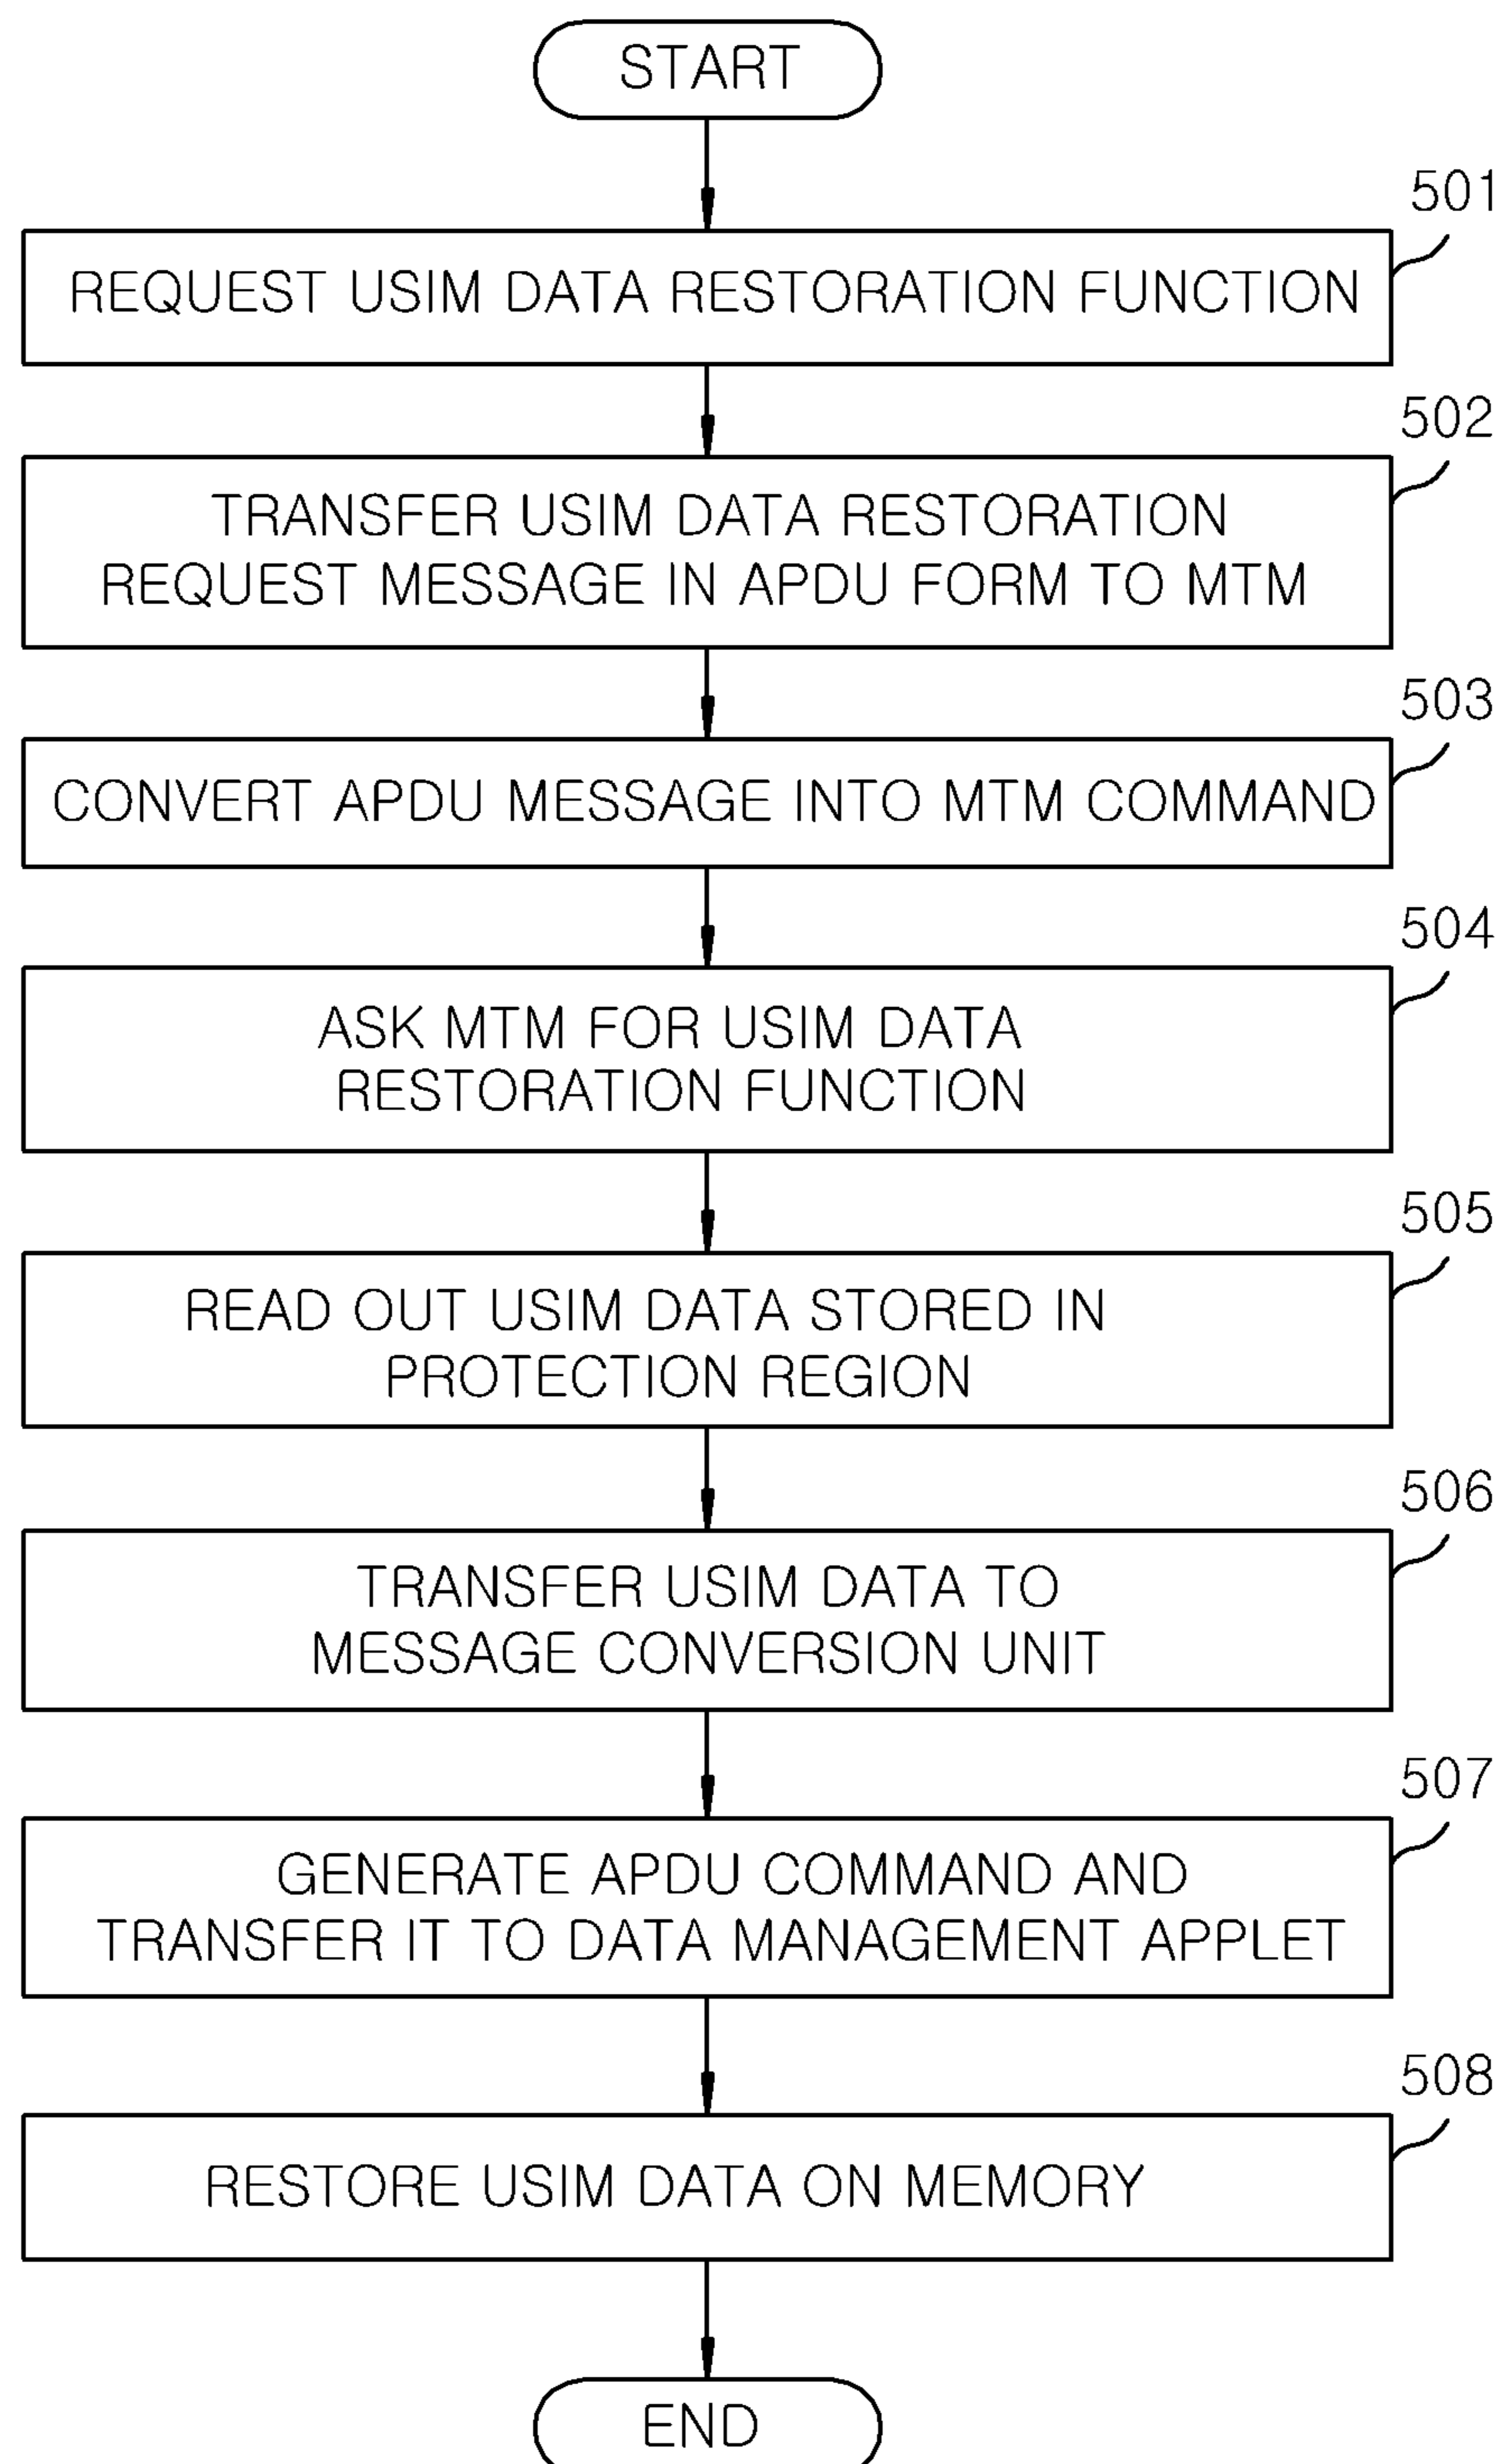 START
501
REQUEST USIM DATA RESTORATION FUNCTION
502
TRANSFER USIM DATA RESTORATION
REQUEST MESSAGE IN APDU FORM TO MTM
503
CONVERT APDU MESSAGE INTO MTM COMMAND
504
ASK MTM FOR USIM DATA
RESTORATION FUNCTION
505
READ OUT USIM DATA STORED IN
PROTECTION REGION
506
TRANSFER USIM DATA TO
MESSAGE CONVERSION UNIT
507
GENERATE APDU COMMAND AND
TRANSFER IT TO DATA MANAGEMENT APPLET
508
RESTORE USIM DATA ON MEMORY
END